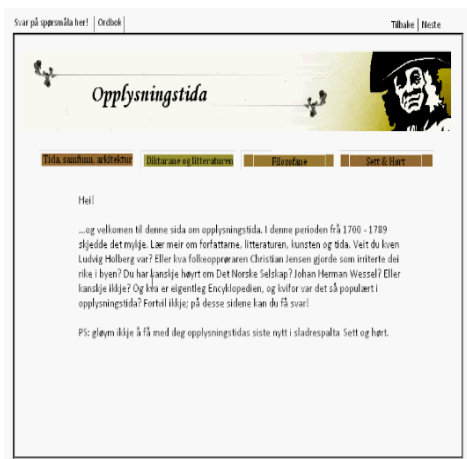 Svar på spørsmåla her! Ordbok Tilbake Neste
Opplysningstida
Tida, samfunn, arkitektur Diktarane og litteraturen Filosofane Sett & Hørt
Hei!
...og velkomen til denne sida om opplysningstida. I denne perioden frå 1700 - 1789
skjedde det mykje. Lær meir om forfattarne, litteraturen, kunsten og tida. Veit du kven
Ludvig Holberg var? Eller kva folkeopprøraren Christian Jensen gjorde som irriterte dei
rike i byen? Du har kanskje høyrt om Det Norske Selskap? Johan Herman Wessel? Eller
kanskje ikkje? Og kva er eigentleg Encyklopedien, og kvifor var det så populært i
opplysningstida? Fortvil ikkje; på desse sidene kan du få svar!
PS: gløym ikkje å få med deg opplysningstidas siste nytt i sladrespalta Sett og hørt.